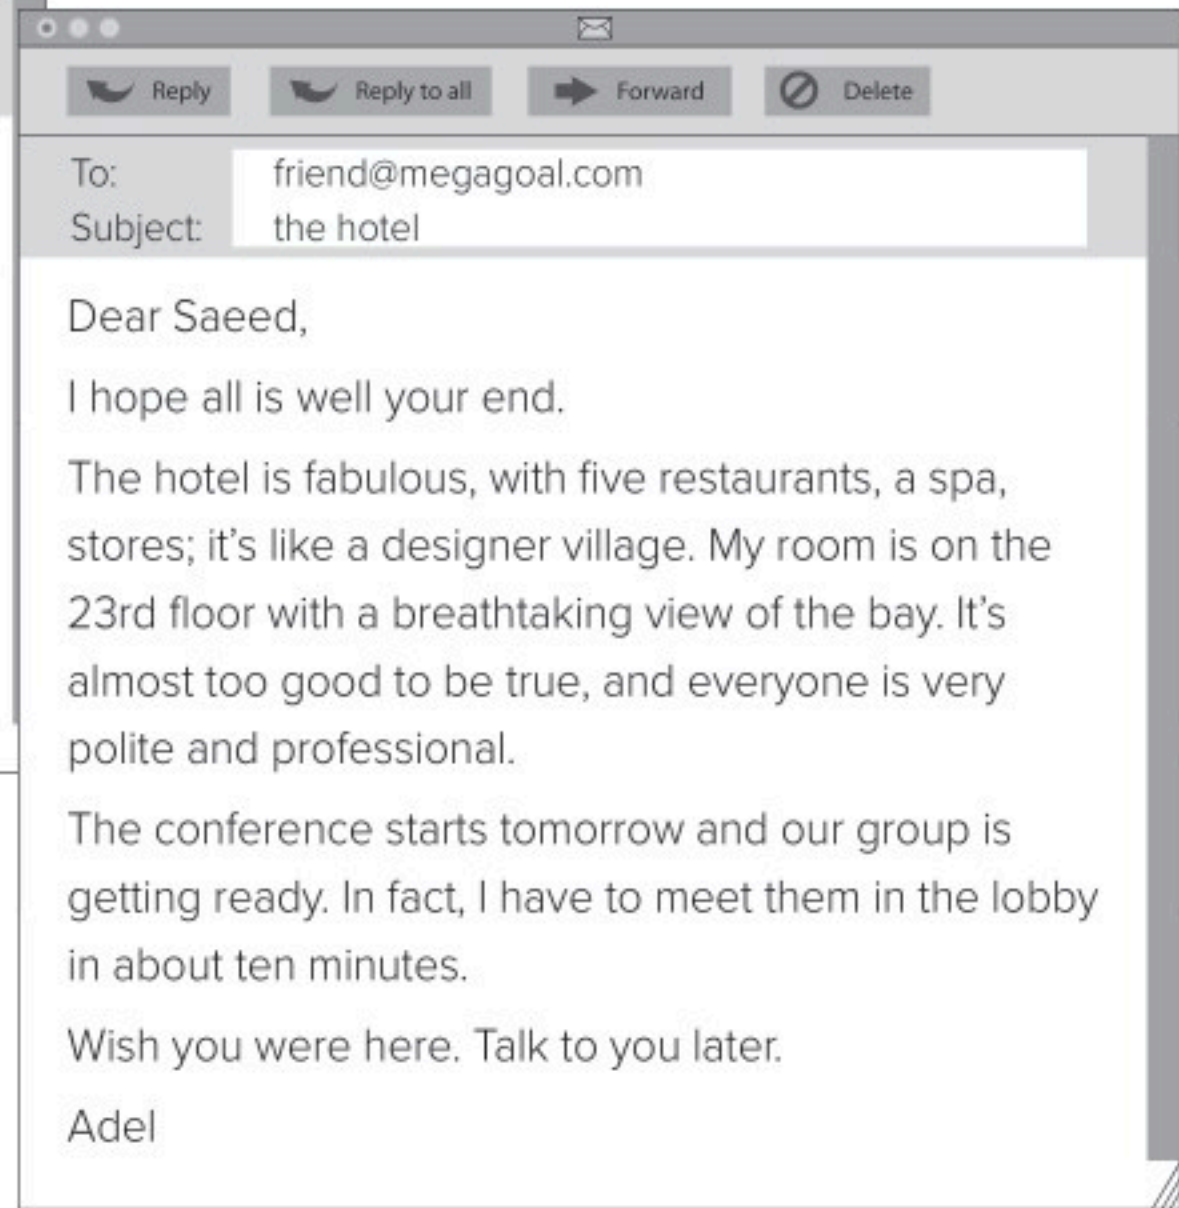 Reply Reply to all Forward Delete
To: friend@megagoal.com
Subject: the hotel
Dear Saeed,
I hope all is well your end.
The hotel is fabulous, with five restaurants, a spa,
stores; it's like a designer village. My room is on the
23rd floor with a breathtaking view of the bay. It's
almost too good to be true, and everyone is very
polite and professional.
The conference starts tomorrow and our group is
getting ready. In fact, I have to meet them in the lobby
in about ten minutes.
Wish you were here. Talk to you later.
Adel